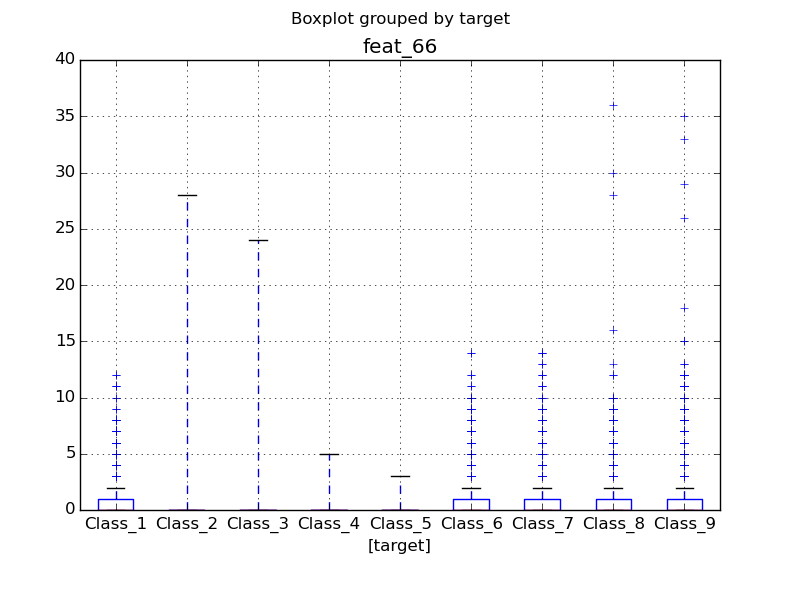 Boxplot grouped by target
feat_66
40
35
30
25
20
15
10
5
0
Class_1 Class_2 Class_3 Class_4 Class_5 Class_6 Class_7 Class_8 Class_9
[target]